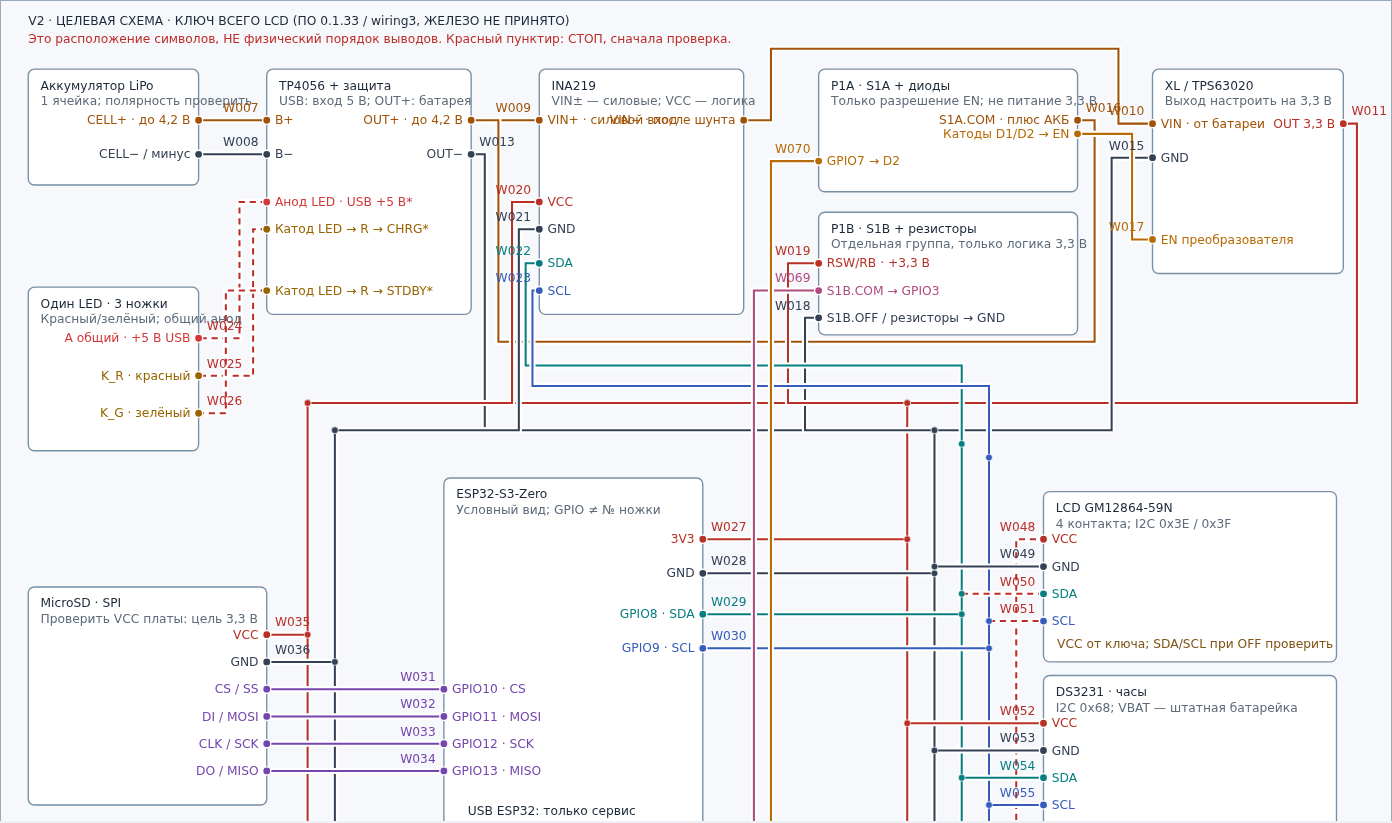 V2 · ЦЕЛЕВАЯ СХЕМА · КЛЮЧ ВСЕГО LCD (ПО 0.1.33 / wiring3, ЖЕЛЕЗО НЕ ПРИНЯТО)
Это расположение символов, НЕ физический порядок выводов. Красный пунктир: СТОП, сначала проверка.
Аккумулятор LiPo
1 ячейка; полярность проверить
CELL+ · до 4,2 В
CELL− / минус
W007
W008
TP4056 + защита
USB: вход 5 В; OUT+: батарея
B+
OUT+ · до 4,2 В
B−
OUT−
Анод LED · USB +5 В*
Катод LED → R → CHRG*
Катод LED → R → STDBY*
W009
W013
INA219
VIN± — силовые; VCC — логика
VIN+ · силовой вход
VIN− · после шунта
W020
VCC
W021
GND
W022
SDA
W023
SCL
P1A · S1A + диоды
Только разрешение EN; не питание 3,3 В
S1A.COM · плюс АКБ
Катоды D1/D2 → EN
W070
GPIO7 → D2
W016
W010
XL / TPS63020
Выход настроить на 3,3 В
VIN · от батареи
OUT 3,3 В
W011
W015
GND
W017
EN преобразователя
P1B · S1B + резисторы
Отдельная группа, только логика 3,3 В
W019
RSW/RB · +3,3 В
W069
S1B.COM → GPIO3
W018
S1B.OFF / резисторы → GND
Один LED · 3 ножки
Красный/зелёный; общий анод
A общий · +5 В USB
W024
K_R · красный
W025
K_G · зелёный
W026
ESP32-S3-Zero
Условный вид; GPIO ≠ № ножки
3V3
W027
GND
W028
GPIO8 · SDA
W029
GPIO9 · SCL
W030
GPIO10 · CS
GPIO11 · MOSI
GPIO12 · SCK
GPIO13 · MISO
USB ESP32: только сервис
MicroSD · SPI
Проверить VCC платы: цель 3,3 В
VCC
W035
GND
W036
CS / SS
W031
DI / MOSI
W032
CLK / SCK
W033
DO / MISO
W034
LCD GM12864-59N
4 контакта; I2C 0x3E / 0x3F
W048
VCC
W049
GND
W050
SDA
W051
SCL
VCC от ключа; SDA/SCL при OFF проверить
DS3231 · часы
I2C 0x68; VBAT — штатная батарейка
W052
VCC
W053
GND
W054
SDA
W055
SCL